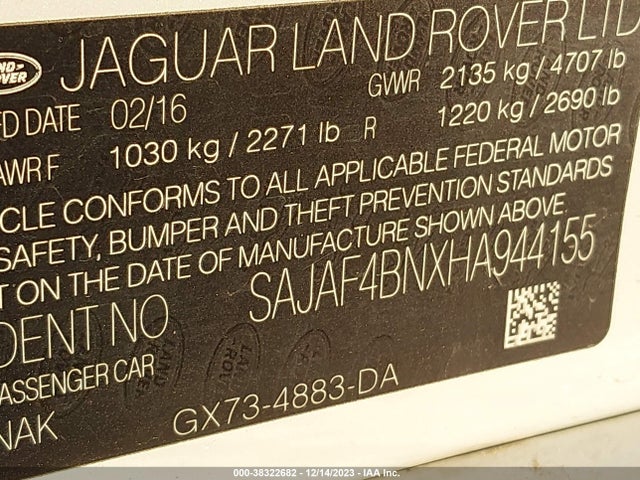 JAGUAR LAND ROVER LTD
FD DATE 02/16 GWWR 2135 kg / 4707 lb
AWR F 1030 kg / 2271 lb R 1220 kg / 2690 lb
CLE CONFORMS TO ALL APPLICABLE FEDERAL MOTOR
SAFETY, BUMPER AND THEFT PREVENTION STANDARDS
T ON THE DATE OF MANUFACTURE SHOWN ABOVE
DENT NO SAJAF4BNXHA944155
ASSENGER CAR
NAK GX73-4883-DA
000-38322682 - 12/14/2023 - IAA Inc.